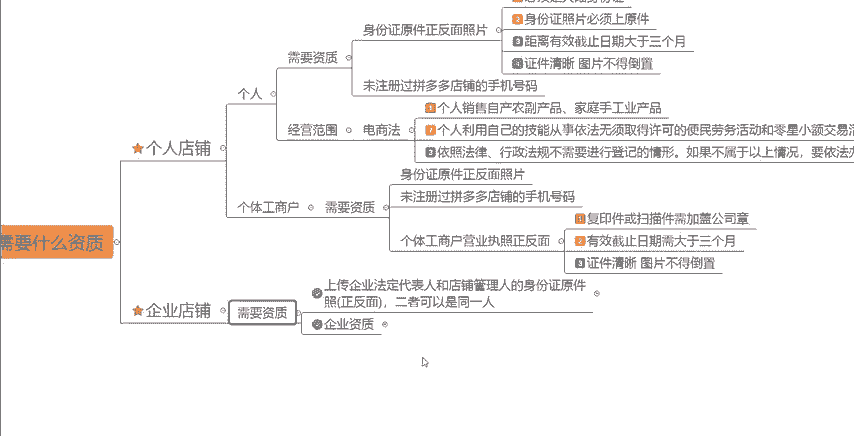 身份证照片必须上原件
身份证原件正反面照片
距离有效截止日期大于三个月
需要资质
证件清晰 图片不得倒置
未注册过拼多多店铺的手机号码
个人
个人销售自产农副产品、家庭手工业产品
经营范围
电商法
个人利用自己的技能从事依法无须取得许可的便民劳务活动和零星小额交易活
个人店铺
依照法律、行政法规不需要进行登记的情形。如果不属于以上情况，要依法办
身份证原件正反面照片
未注册过拼多多店铺的手机号码
个体工商户
需要资质
复印件或扫描件需加盖公司章
个体工商户营业执照正反面
有效截止日期需大于三个月
需要什么资质
证件清晰 图片不得倒置
上传企业法定代表人和店铺管理人的身份证原件
照(正反面)，二者可以是同一人
企业店铺
需要资质
企业资质